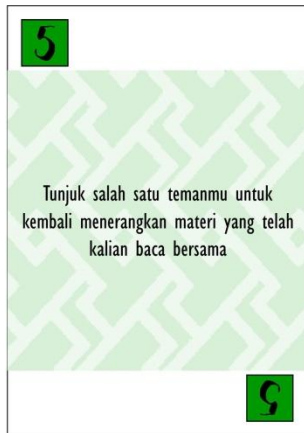 5
Tunjuk salah satu temanmu untuk
kembali menerangkan materi yang telah
kalian baca bersama
5